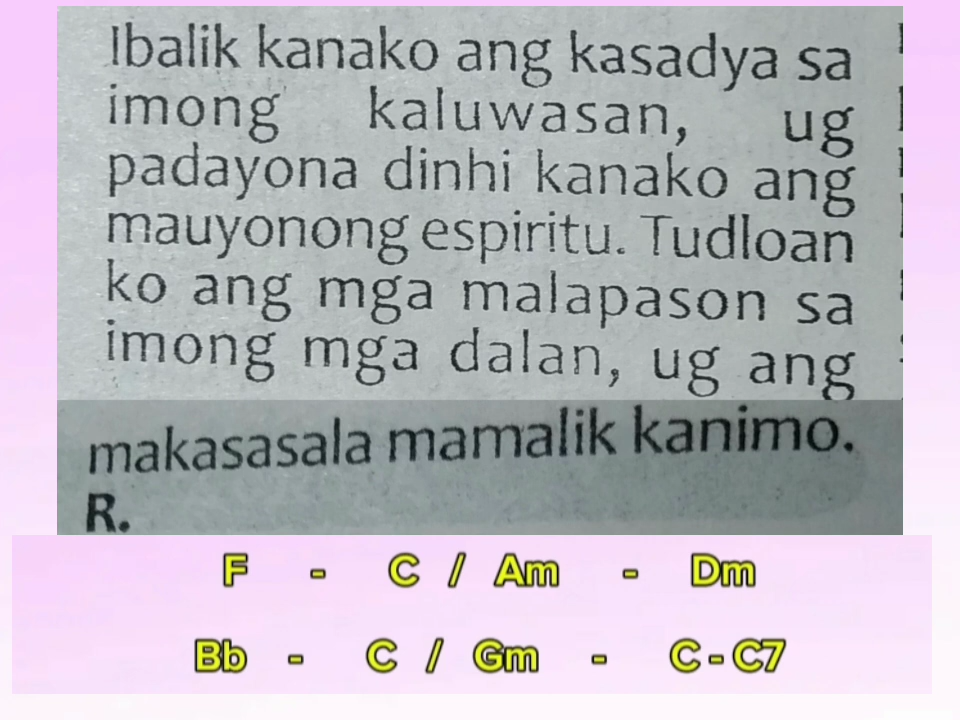 Ibalik kanako ang kasadya sa
imong kaluwasan, ug
padayona dinhi kanako ang
mauyonong espiritu. Tudloan
ko ang mga malapason sa
imong mga dalan, ug ang
makasasala mamalik kanimo.
R.
F - C / Am - Dm
Bb - C / Gm - C - C7